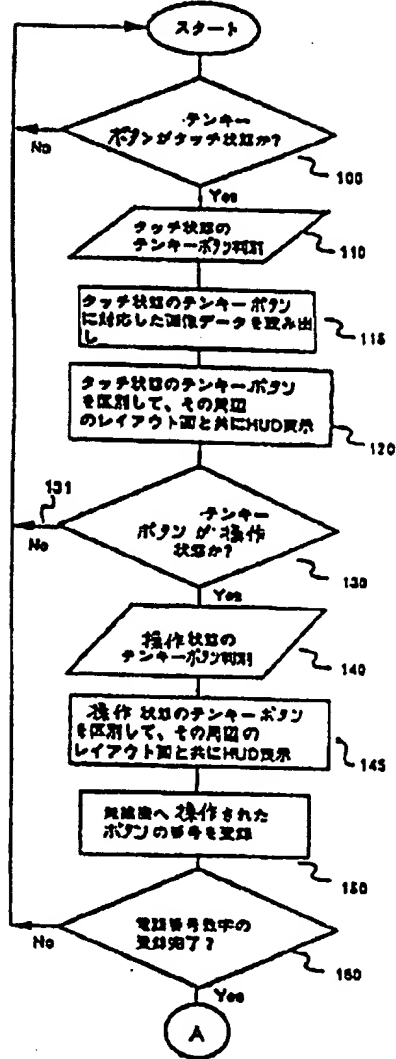 スタート
テンキー
ボタンがタッチ状態か?
No
100
Yes
タッチ状態の
テンキーボタン判別
110
タッチ状態のテンキーボタン
に対応した画像データを読み出
し
115
タッチ状態のテンキーボタン
を区別して、その周辺
のレイアウト図と共にHUD表示
120
131
テンキー
ボタンが操作
状態か?
No
130
Yes
操作状態の
テンキーボタン判別
140
操作状態のテンキーボタン
を区別して、その周辺の
レイアウト図と共にHUD表示
145
無線機へ操作された
ボタンの番号を登録
150
電話番号数字の
登録完了?
No
160
Yes
A